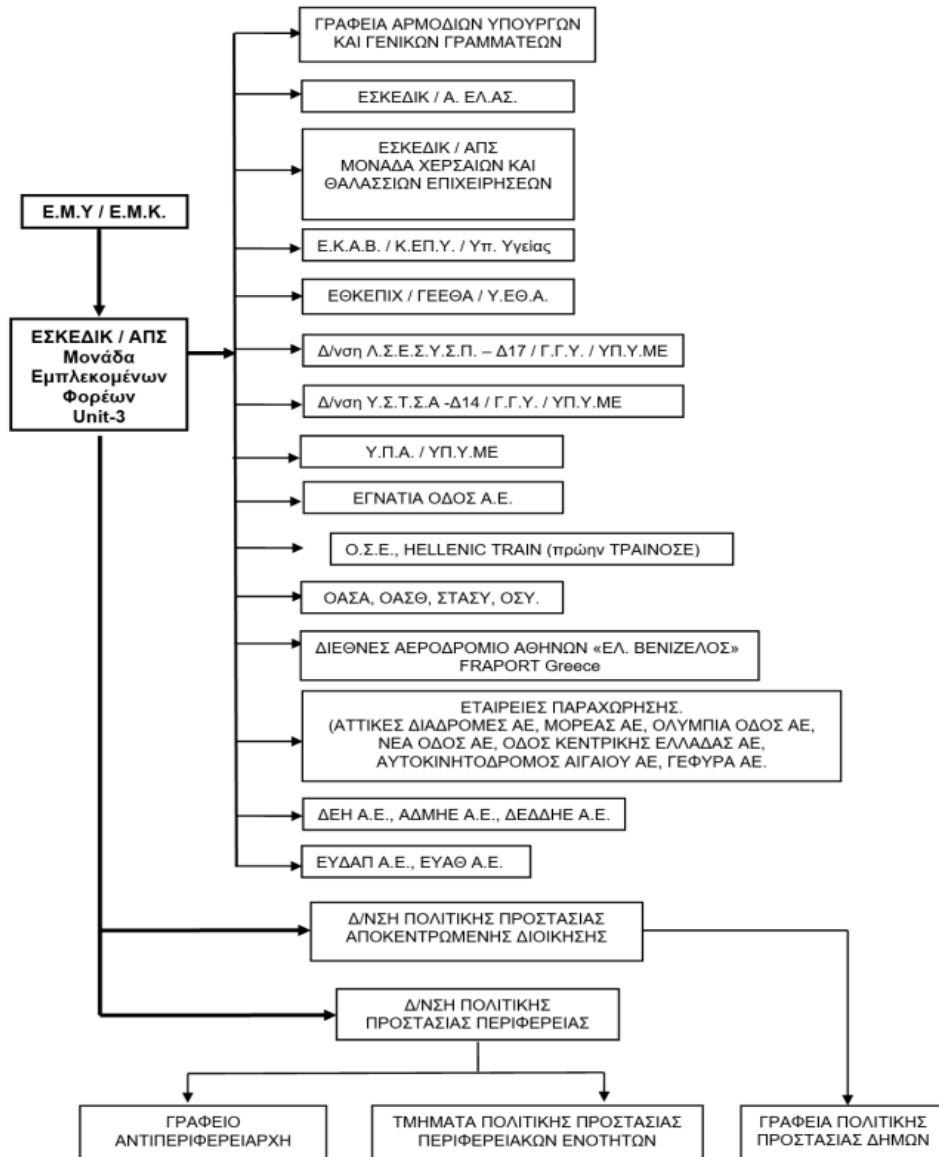 ΓΡΑΦΕΙΑ ΑΡΜΟΔΙΩΝ ΥΠΟΥΡΓΩΝ
ΚΑΙ ΓΕΝΙΚΩΝ ΓΡΑΜΜΑΤΕΩΝ
ΕΣΚΕΔΙΚ / Α. ΕΛ.ΑΣ.
ΕΣΚΕΔΙΚ / ΑΠΣ
ΜΟΝΑΔΑ ΧΕΡΣΑΙΩΝ ΚΑΙ
ΘΑΛΑΣΣΙΩΝ ΕΠΙΧΕΙΡΗΣΕΩΝ
Ε.Μ.Υ / Ε.Μ.Κ.
Ε.Κ.Α.Β. / Κ.ΕΠ.Υ. / Υπ. Υγείας
ΕΘΚΕΠΙΧ / ΓΕΕΘΑ / Υ.ΕΘ.Α.
ΕΣΚΕΔΙΚ / ΑΠΣ
Μονάδα
Εμπλεκομένων
Φορέων
Unit-3
Δ/νση Λ.Σ.Ε.Σ.Υ.Σ.Π. – Δ17 / Γ.Γ.Υ. / ΥΠ.Υ.ΜΕ
Δ/νση Υ.Σ.Τ.Σ.Α -Δ14 / Γ.Γ.Υ. / ΥΠ.Υ.ΜΕ
Υ.Π.Α. / ΥΠ.Υ.ΜΕ
ΕΓΝΑΤΙΑ ΟΔΟΣ Α.Ε.
Ο.Σ.Ε., HELLENIC TRAIN (πρώην ΤΡΑΙΝΟΣΕ)
ΟΑΣΑ, ΟΑΣΘ, ΣΤΑΣΥ, ΟΣΥ.
ΔΙΕΘΝΕΣ ΑΕΡΟΔΡΟΜΙΟ ΑΘΗΝΩΝ «ΕΛ. ΒΕΝΙΖΕΛΟΣ»
FRAPORT Greece
ΕΤΑΙΡΕΙΕΣ ΠΑΡΑΧΩΡΗΣΗΣ.
(ΑΤΤΙΚΕΣ ΔΙΑΔΡΟΜΕΣ ΑΕ, ΜΟΡΕΑΣ ΑΕ, ΟΛΥΜΠΙΑ ΟΔΟΣ ΑΕ,
ΝΕΑ ΟΔΟΣ ΑΕ, ΟΔΟΣ ΚΕΝΤΡΙΚΗΣ ΕΛΛΑΔΑΣ ΑΕ,
ΑΥΤΟΚΙΝΗΤΟΔΡΟΜΟΣ ΑΙΓΑΙΟΥ ΑΕ, ΓΕΦΥΡΑ ΑΕ.
ΔΕΗ Α.Ε., ΑΔΜΗΕ Α.Ε., ΔΕΔΔΗΕ Α.Ε.
ΕΥΔΑΠ Α.Ε., ΕΥΑΘ Α.Ε.
Δ/ΝΣΗ ΠΟΛΙΤΙΚΗΣ ΠΡΟΣΤΑΣΙΑΣ
ΑΠΟΚΕΝΤΡΩΜΕΝΗΣ ΔΙΟΙΚΗΣΗΣ
Δ/ΝΣΗ ΠΟΛΙΤΙΚΗΣ
ΠΡΟΣΤΑΣΙΑΣ ΠΕΡΙΦΕΡΕΙΑΣ
ΓΡΑΦΕΙΟ
ΑΝΤΙΠΕΡΙΦΕΡΕΙΑΡΧΗ
ΤΜΗΜΑΤΑ ΠΟΛΙΤΙΚΗΣ ΠΡΟΣΤΑΣΙΑΣ
ΠΕΡΙΦΕΡΕΙΑΚΩΝ ΕΝΟΤΗΤΩΝ
ΓΡΑΦΕΙΑ ΠΟΛΙΤΙΚΗΣ
ΠΡΟΣΤΑΣΙΑΣ ΔΗΜΩΝ